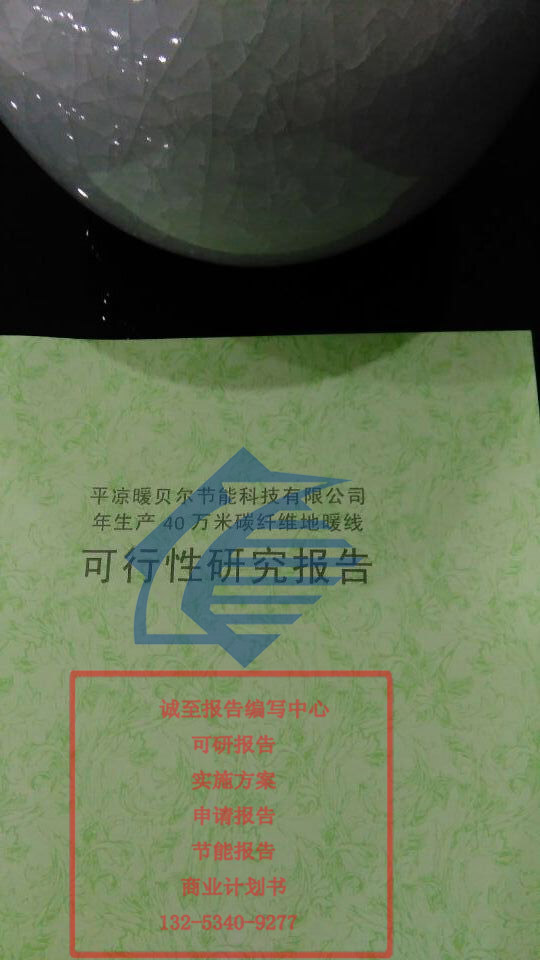 平凉暖贝尔节能科技有限公司
年生产 40 万米碳纤维地暖线
可行性研究报告
诚至报告编写中心
可研报告
实施方案
申请报告
节能报告
商业计划书
132-5340-9277